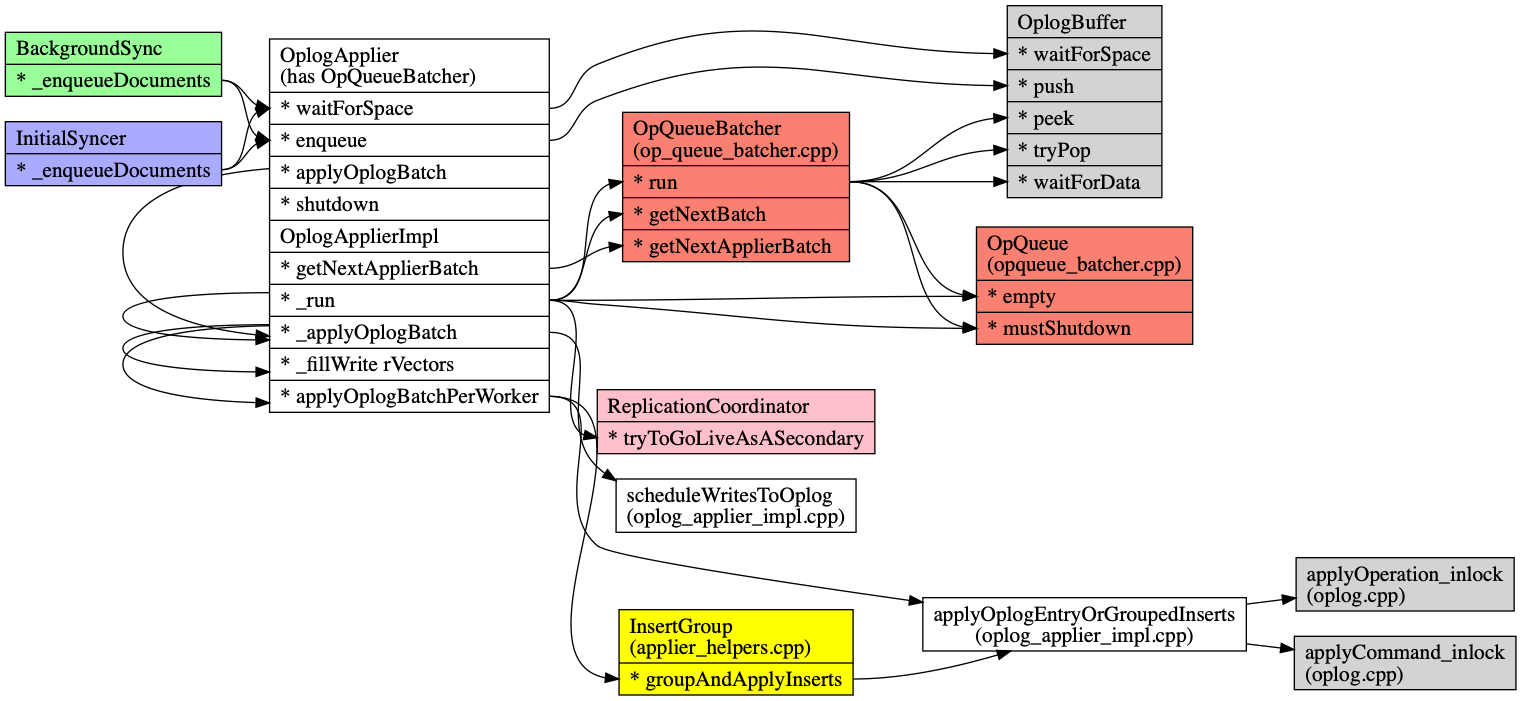 BackgroundSync
* _enqueueDocuments
InitialSyncer
* _enqueueDocuments
OplogApplier
(has OpQueueBatcher)
* waitForSpace
* enqueue
* applyOplogBatch
* shutdown
OplogApplierImpl
* getNextApplierBatch
* _run
* _applyOplogBatch
* _fillWrite rVectors
* applyOplogBatchPerWorker
OpQueueBatcher
(op_queue_batcher.cpp)
* run
* getNextBatch
* getNextApplierBatch
OplogBuffer
* waitForSpace
* push
* peek
* tryPop
* waitForData
OpQueue
(opqueue_batcher.cpp)
* empty
* mustShutdown
ReplicationCoordinator
* tryToGoLiveAsASecondary
scheduleWritesToOplog
(oplog_applier_impl.cpp)
InsertGroup
(applier_helpers.cpp)
* groupAndApplyInserts
applyOplogEntryOrGroupedInserts
(oplog_applier_impl.cpp)
applyOperation_inlock
(oplog.cpp)
applyCommand_inlock
(oplog.cpp)